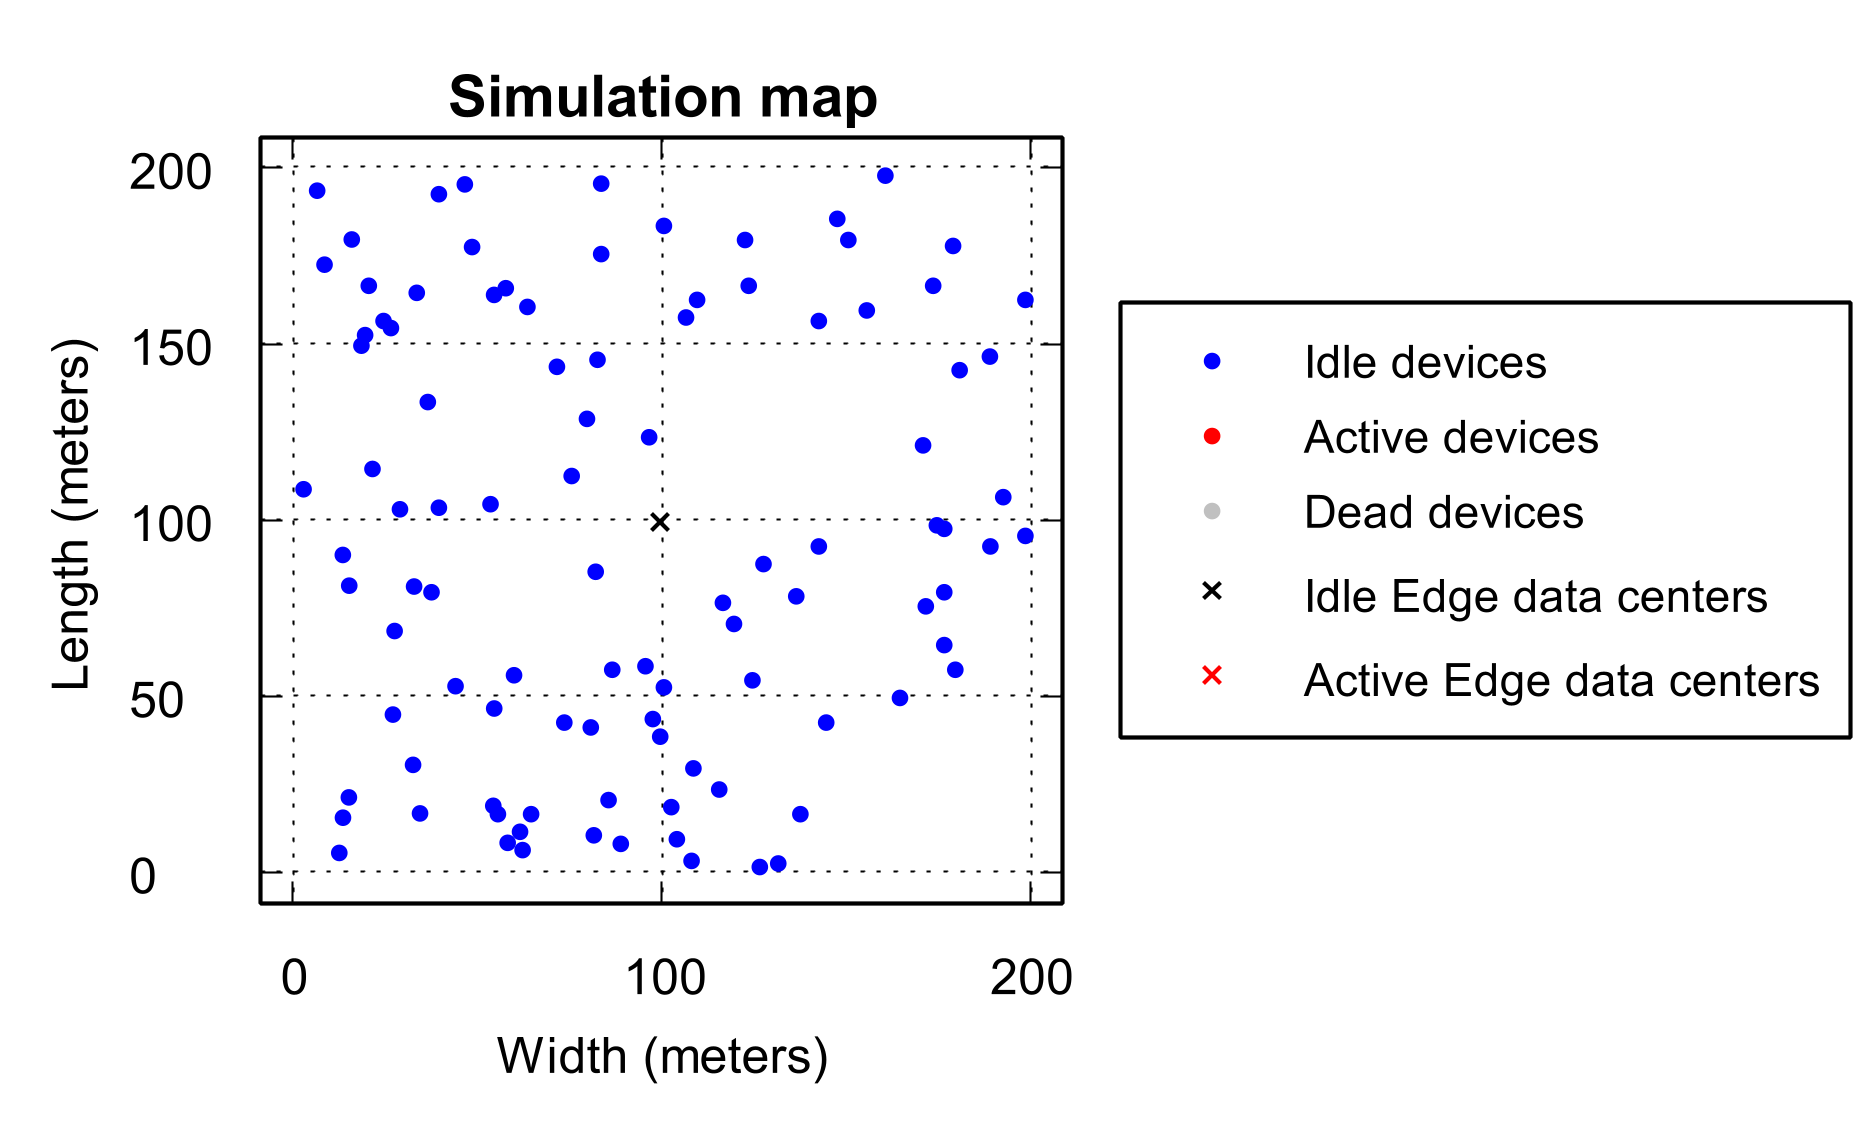 Simulation map
200
150
100
50
0
Length (meters)
0 100 200
Width (meters)
Idle devices
Active devices
Dead devices
Idle Edge data centers
Active Edge data centers